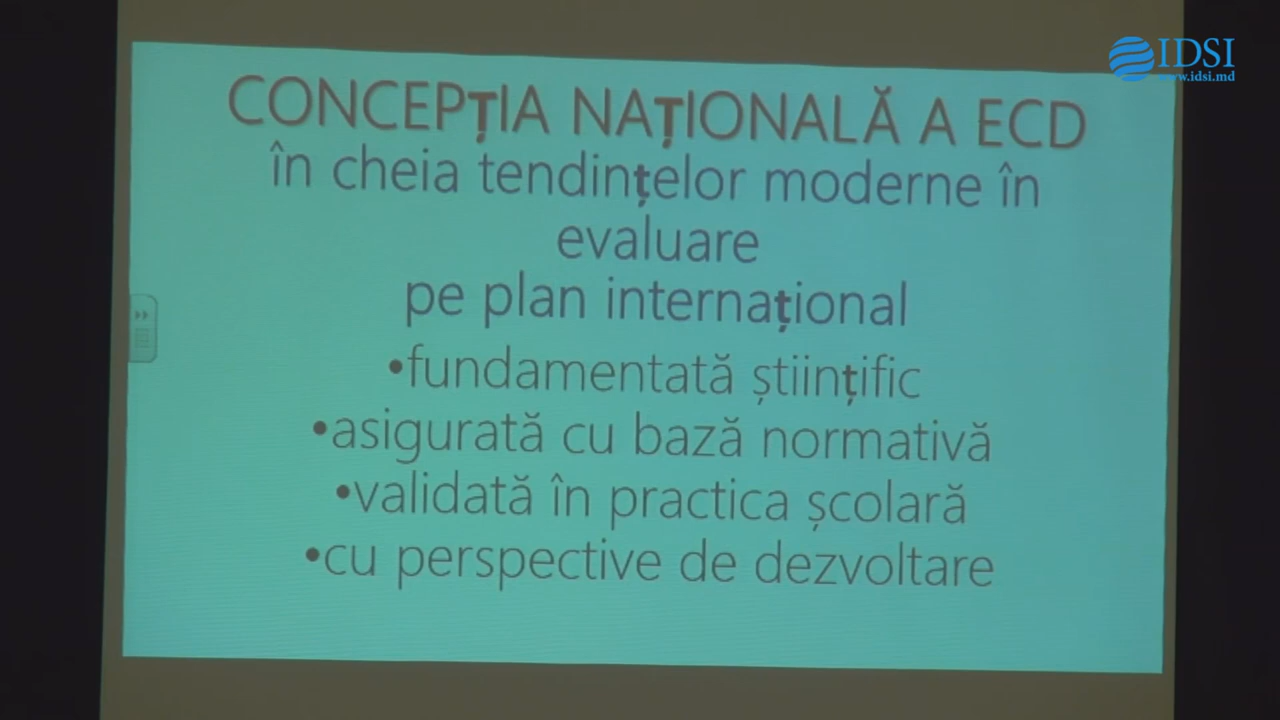 IDSI
www.idsi.md
CONCEPȚIA NAȚIONALĂ A ECD
în cheia tendințelor moderne în
evaluare
pe plan internațional
•fundamentată științific
•asigurată cu bază normativă
•validată în practica școlară
•cu perspective de dezvoltare